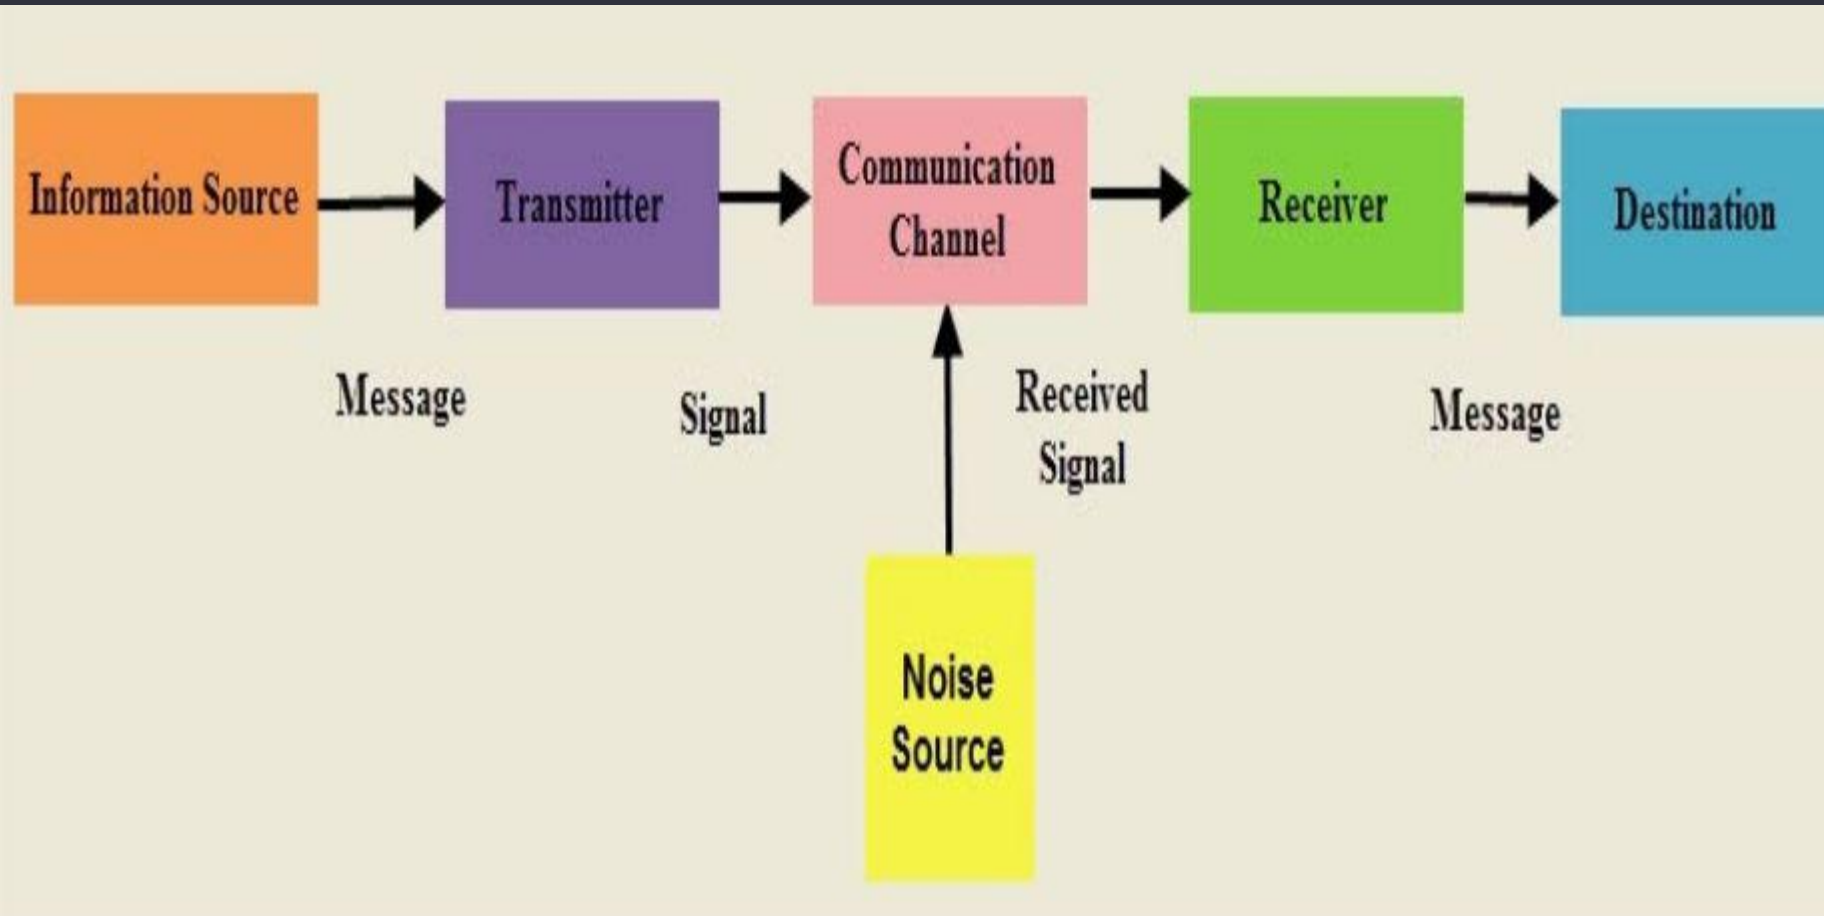 Information Source
Transmitter
Communication
Channel
Receiver
Destination
Message
Signal
Received
Signal
Message
Noise
Source